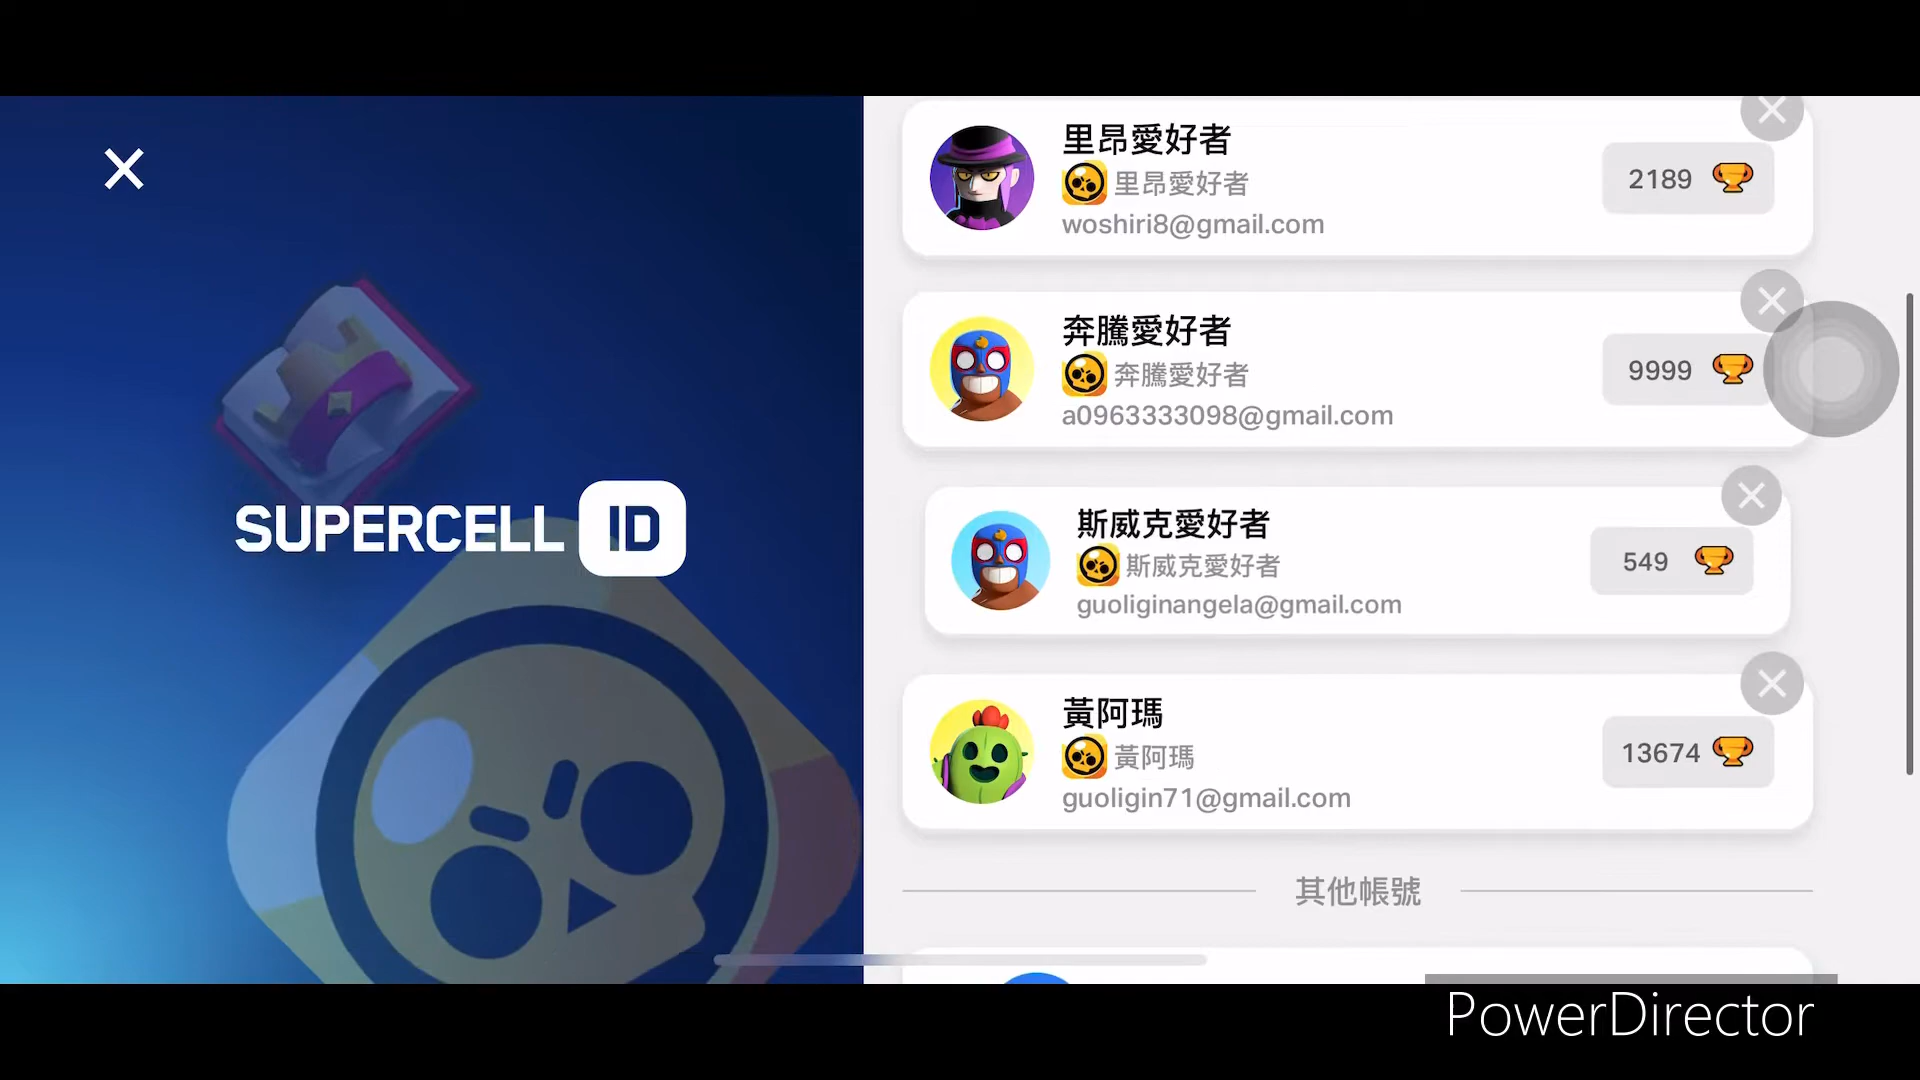 里昂愛好者
里昂愛好者
woshiri8@gmail.com
2189
奔騰愛好者
奔騰愛好者
a0963333098@gmail.com
9999
SUPERCELL ID
斯威克愛好者
斯威克愛好者
guoliginangela@gmail.com
549
黃阿瑪
黃阿瑪
guoligin71@gmail.com
13674
其他帳號
PowerDirector